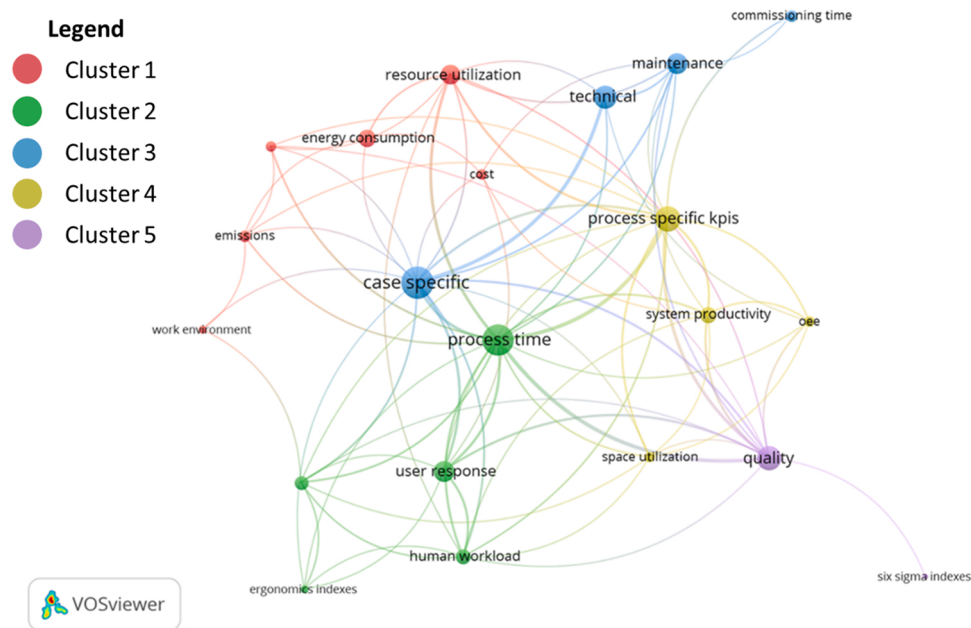 Legend
Cluster 1
Cluster 2
Cluster 3
Cluster 4
Cluster 5
commissioning time
maintenance
resource utilization
technical
energy consumption
cost
process specific kpis
emissions
case specific
system productivity
oee
work environment
process time
space utilization
quality
user response
human workload
six sigma indexes
ergonomics indexes
VOSviewer